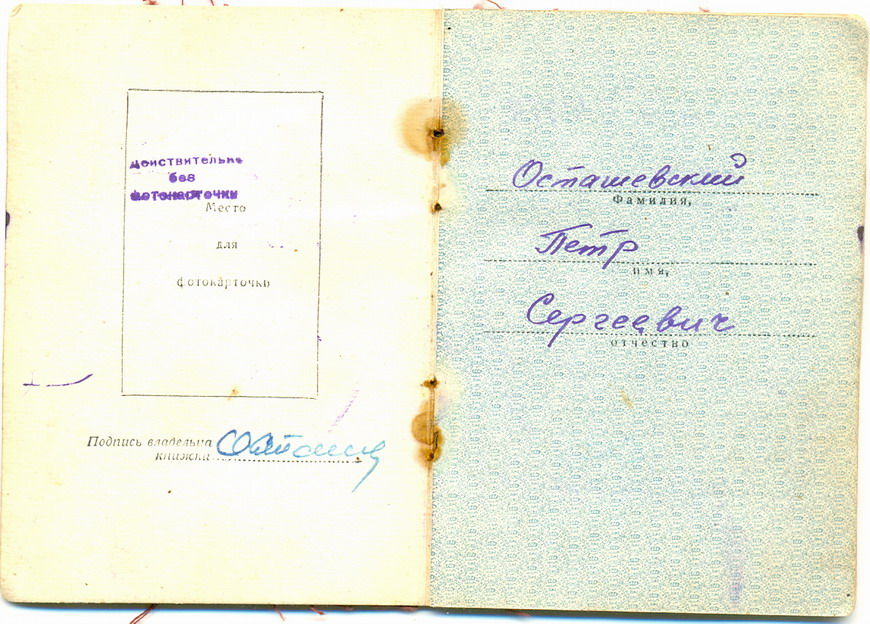 Действительно
без
фотокарточки
Место
для
фотокарточки
Подпись владельца
книжки
Осташевский
Фамилия,
Петр
имя,
Сергеевич
отчество